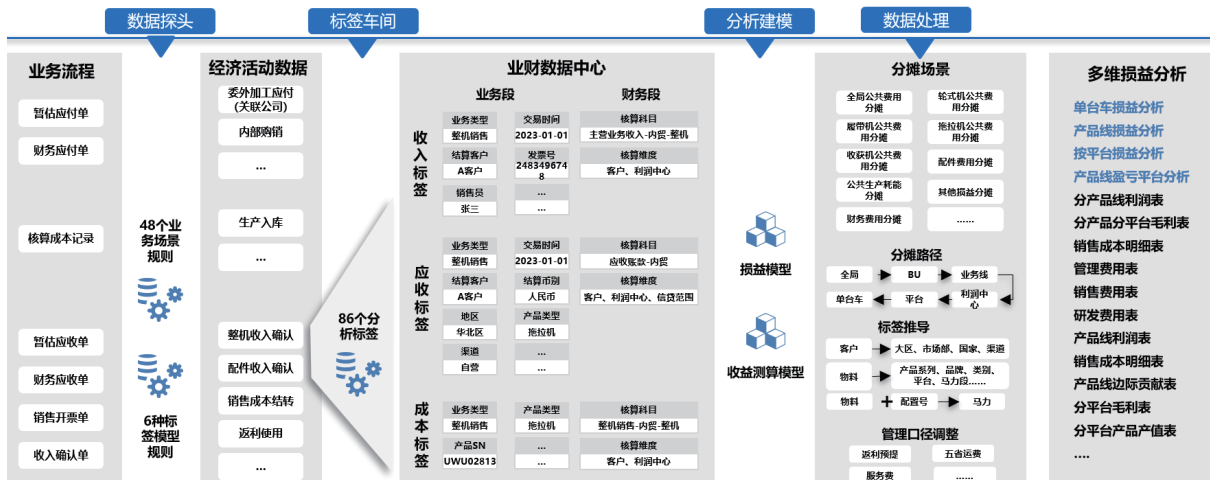 数据探头
标签车间
分析建模
数据处理
业务流程
暂估应付单
财务应付单
核算成本记录
暂估应收单
财务应收单
销售开票单
收入确认单
48个业
务场景
规则
6种标
签模型
规则
经济活动数据
委外加工应付
(关联公司)
内部购销
...
生产入库
...
整机收入确认
配件收入确认
销售成本结转
返利使用
...
86个分
析标签
业财数据中心
业务段
财务段
收入标签
业务类型
交易时间
核算科目
整机销售
2023-01-01
主营业务收入-内贸-整机
结算客户
发票号
核算维度
A客户
248349674
8
客户、利润中心
销售员
...
张三
...
应收标签
业务类型
交易时间
核算科目
整机销售
2023-01-01
应收账款-内贸
结算客户
结算币别
核算维度
A客户
人民币
客户、利润中心、信贷范围
地区
产品类型
华北区
拖拉机
渠道
...
自营
...
成本标签
业务类型
产品类型
核算科目
整机销售
拖拉机
整机销售-内贸-整机
产品SN
...
核算维度
UWU02813
...
客户、利润中心
损益模型
收益测算模型
分摊场景
全局公共费用
分摊
轮式机公共费
用分摊
履带机公共费
用分摊
拖拉机公共费
用分摊
收获机公共费
用分摊
配件费用分摊
公共生产耗能
分摊
其他损益分摊
财务费用分摊
......
分摊路径
全局
BU
业务线
单台车
平台
利润中
心
标签推导
客户
大区、市场部、国家、渠道
物料
产品系列、品牌、类别、
平台、马力段......
物料
+
配置号
马力
管理口径调整
返利预提
五省运费
服务费
......
多维损益分析
单台车损益分析
产品线损益分析
按平台损益分析
产品线盈亏平台分析
分产品线利润表
分产品分平台毛利表
销售成本明细表
管理费用表
销售费用表
研发费用表
产品线利润表
销售成本明细表
产品线边际贡献表
分平台毛利表
分平台产品产值表
....